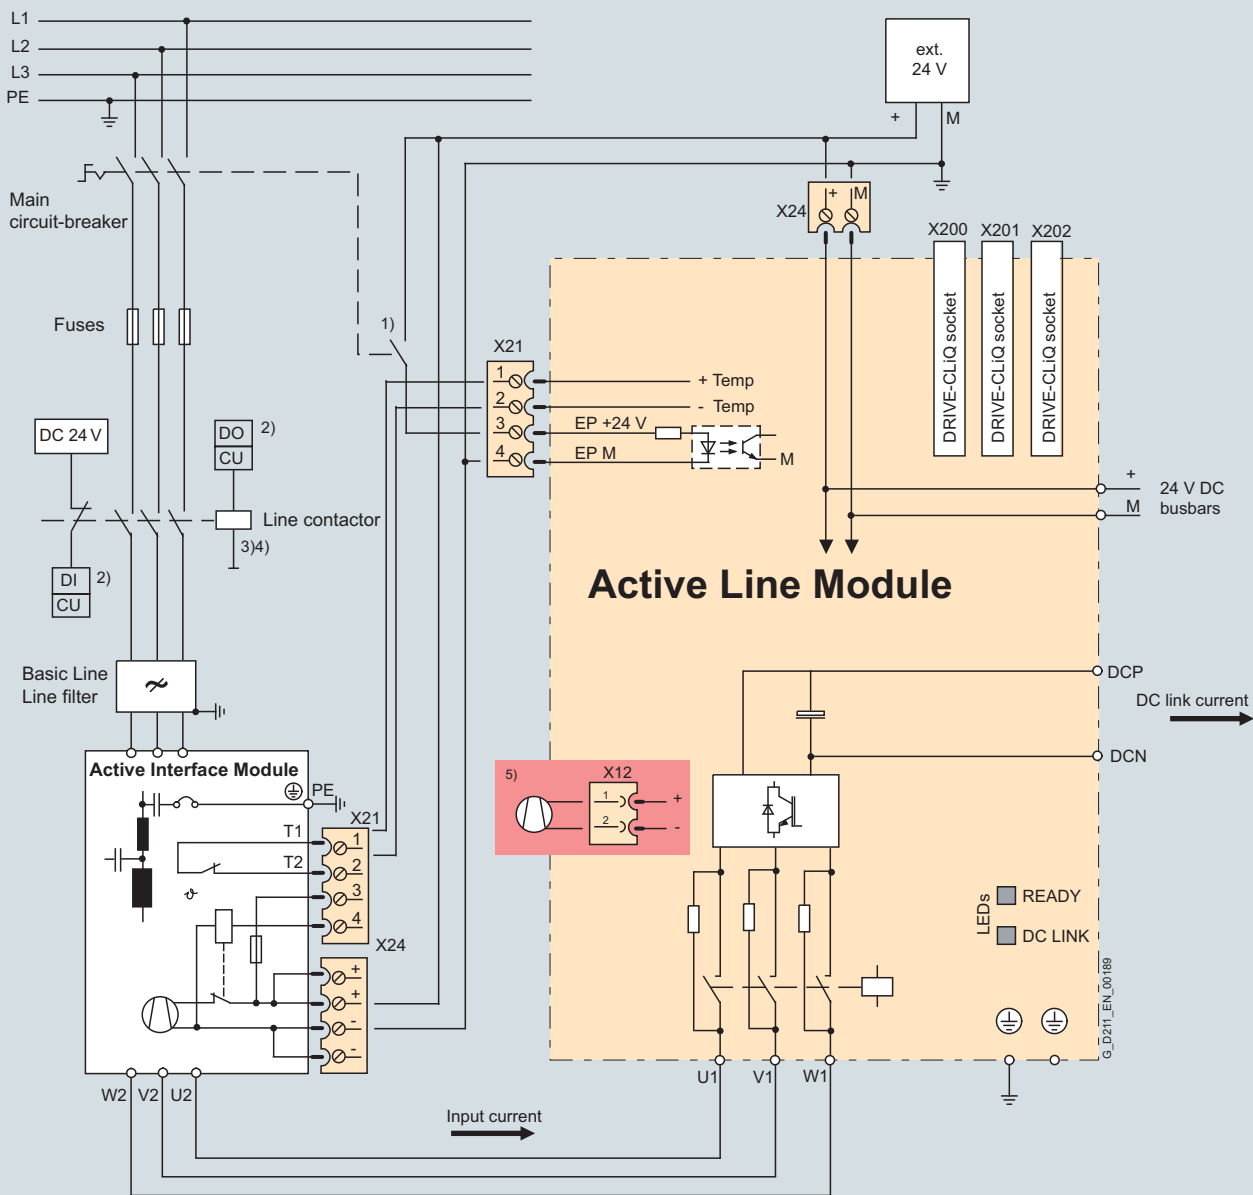 L1
L2
L3
PE
ext.
24 V
+
M
Main
circuit-breaker
X24
+
M
X200
X201
X202
DRIVE-CLiQ socket
DRIVE-CLiQ socket
DRIVE-CLiQ socket
Fuses
1)
X21
1
2
3
4
+ Temp
- Temp
EP +24 V
EP M
M
DC 24 V
DO
CU
2)
Line contactor
3)4)
DI
CU
2)
+
M
24 V DC
busbars
Active Line Module
Basic Line
Line filter
DCP
DC link current
DCN
Active Interface Module
PE
X21
T1
T2
1
2
3
4
ϑ
X24
+
+
-
-
5)
X12
1
2
+
-
LEDs
READY
DC LINK
G_D211_EN_00189
W2
V2
U2
U1
V1
W1
Input current